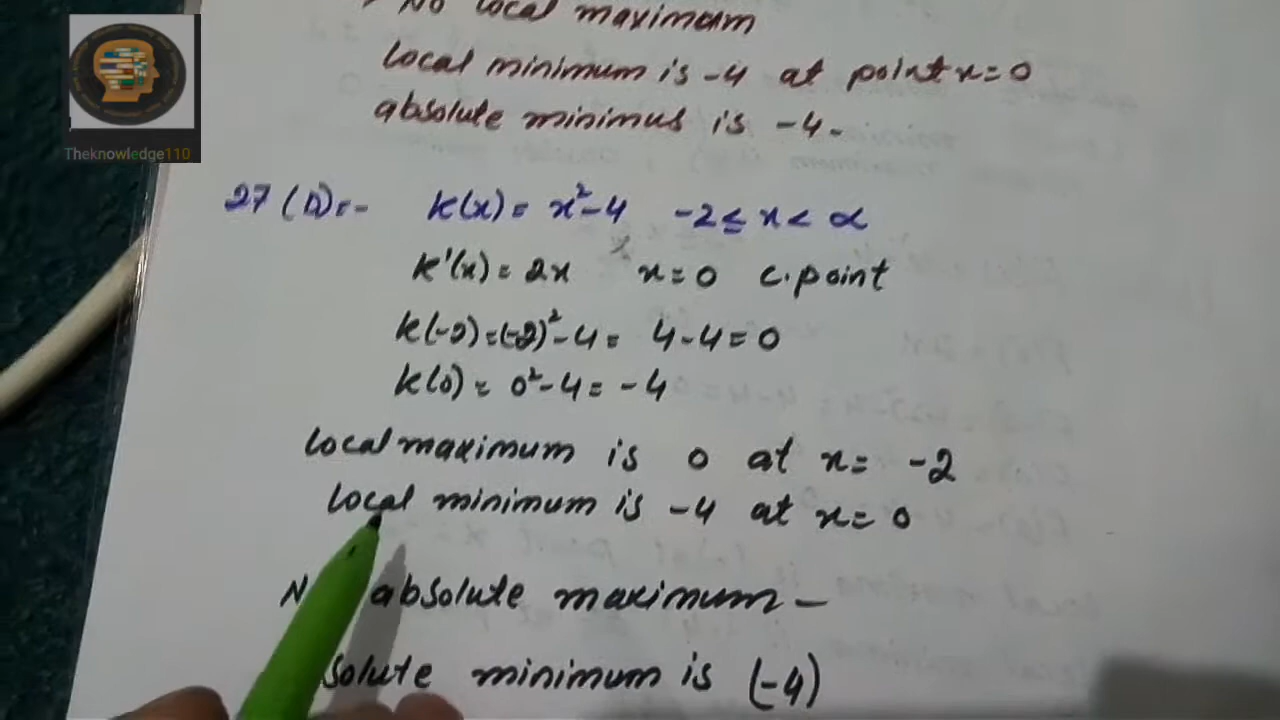 No local maximum
local minimum is -4 at point x=0
absolute minimus is -4.
Theknowledge110
27 (D):- k(x) = x²-4 -2 ≤ x < α
k'(x) = 2x x=0 c.point
k(-2)=(-2)²-4 = 4-4=0
k(0) = 0²-4 = -4
local maximum is 0 at x= -2
local minimum is -4 at x= 0
absolute maximum -
solute minimum is (-4)